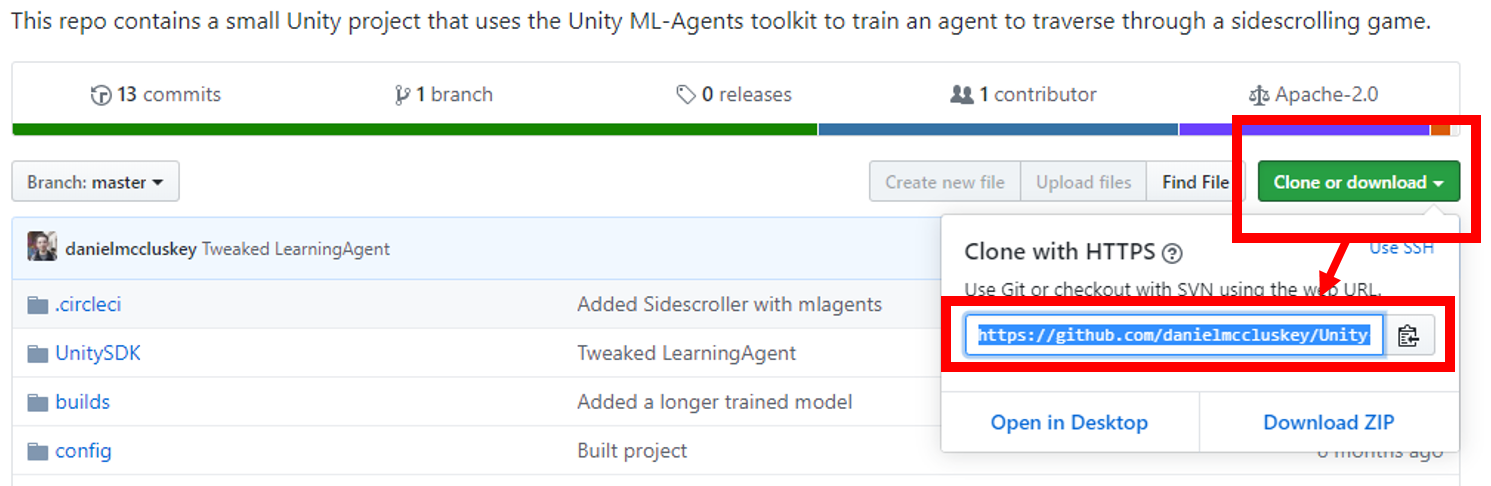 This repo contains a small Unity project that uses the Unity ML-Agents toolkit to train an agent to traverse through a sidescrolling game.
13 commits 1 branch 0 releases 1 contributor Apache-2.0
Branch: master Create new file Upload files Find File Clone or download
danielmccluskey Tweaked LearningAgent
Clone with HTTPS ? Use SSH
Use Git or checkout with SVN using the web URL.
.circleci Added Sidescroller with mlagents
https://github.com/danielmccluskey/Unity
UnitySDK Tweaked LearningAgent
builds Added a longer trained model
Open in Desktop Download ZIP
config Built project 6 months ago